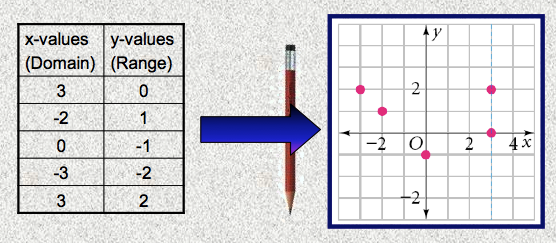 x-values y-values
(Domain) (Range)
3 0
-2 1
0 -1
-3 -2
3 2
y
2
−2 O 2 4 x
−2